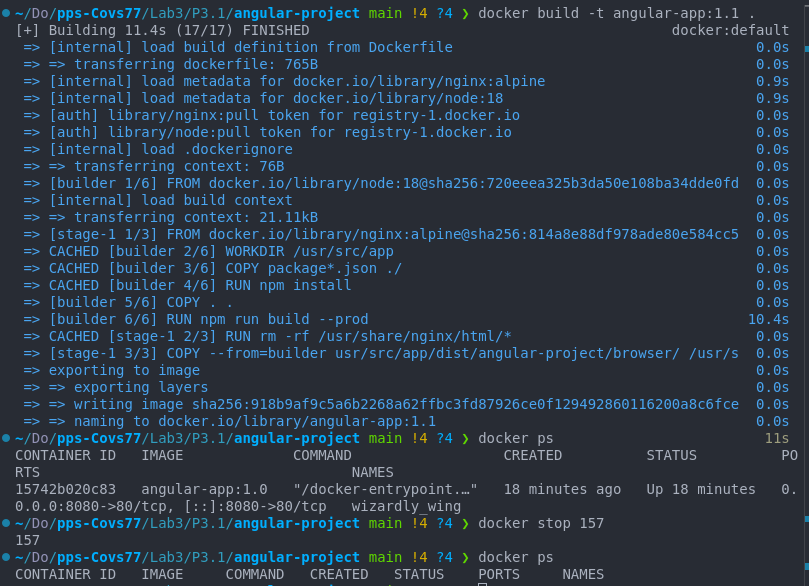 ~/Do/pps-Covs77/Lab3/P3.1/angular-project main !4 ?4 ❯ docker build -t angular-app:1.1 .
[+] Building 11.4s (17/17) FINISHED docker:default
=> [internal] load build definition from Dockerfile 0.0s
=> => transferring dockerfile: 765B 0.0s
=> [internal] load metadata for docker.io/library/nginx:alpine 0.9s
=> [internal] load metadata for docker.io/library/node:18 0.9s
=> [auth] library/nginx:pull token for registry-1.docker.io 0.0s
=> [auth] library/node:pull token for registry-1.docker.io 0.0s
=> [internal] load .dockerignore 0.0s
=> => transferring context: 76B 0.0s
=> [builder 1/6] FROM docker.io/library/node:18@sha256:720eeea325b3da50e108ba34dde0fd 0.0s
=> [internal] load build context 0.0s
=> => transferring context: 21.11kB 0.0s
=> [stage-1 1/3] FROM docker.io/library/nginx:alpine@sha256:814a8e88df978ade80e584cc5 0.0s
=> CACHED [builder 2/6] WORKDIR /usr/src/app 0.0s
=> CACHED [builder 3/6] COPY package*.json ./ 0.0s
=> CACHED [builder 4/6] RUN npm install 0.0s
=> [builder 5/6] COPY . . 0.0s
=> [builder 6/6] RUN npm run build --prod 10.4s
=> CACHED [stage-1 2/3] RUN rm -rf /usr/share/nginx/html/* 0.0s
=> [stage-1 3/3] COPY --from=builder usr/src/app/dist/angular-project/browser/ /usr/s 0.0s
=> exporting to image 0.0s
=> => exporting layers 0.0s
=> => writing image sha256:918b9af9c5a6b2268a62ffbc3fd87926ce0f129492860116200a8c6fce 0.0s
=> => naming to docker.io/library/angular-app:1.1 0.0s
~/Do/pps-Covs77/Lab3/P3.1/angular-project main !4 ?4 ❯ docker ps 11s
CONTAINER ID IMAGE COMMAND CREATED STATUS PO
RTS NAMES
15742b020c83 angular-app:1.0 "/docker-entrypoint.…" 18 minutes ago Up 18 minutes 0.
0.0.0:8080->80/tcp, [::]:8080->80/tcp wizardly_wing
~/Do/pps-Covs77/Lab3/P3.1/angular-project main !4 ?4 ❯ docker stop 157
157
~/Do/pps-Covs77/Lab3/P3.1/angular-project main !4 ?4 ❯ docker ps
CONTAINER ID IMAGE COMMAND CREATED STATUS PORTS NAMES